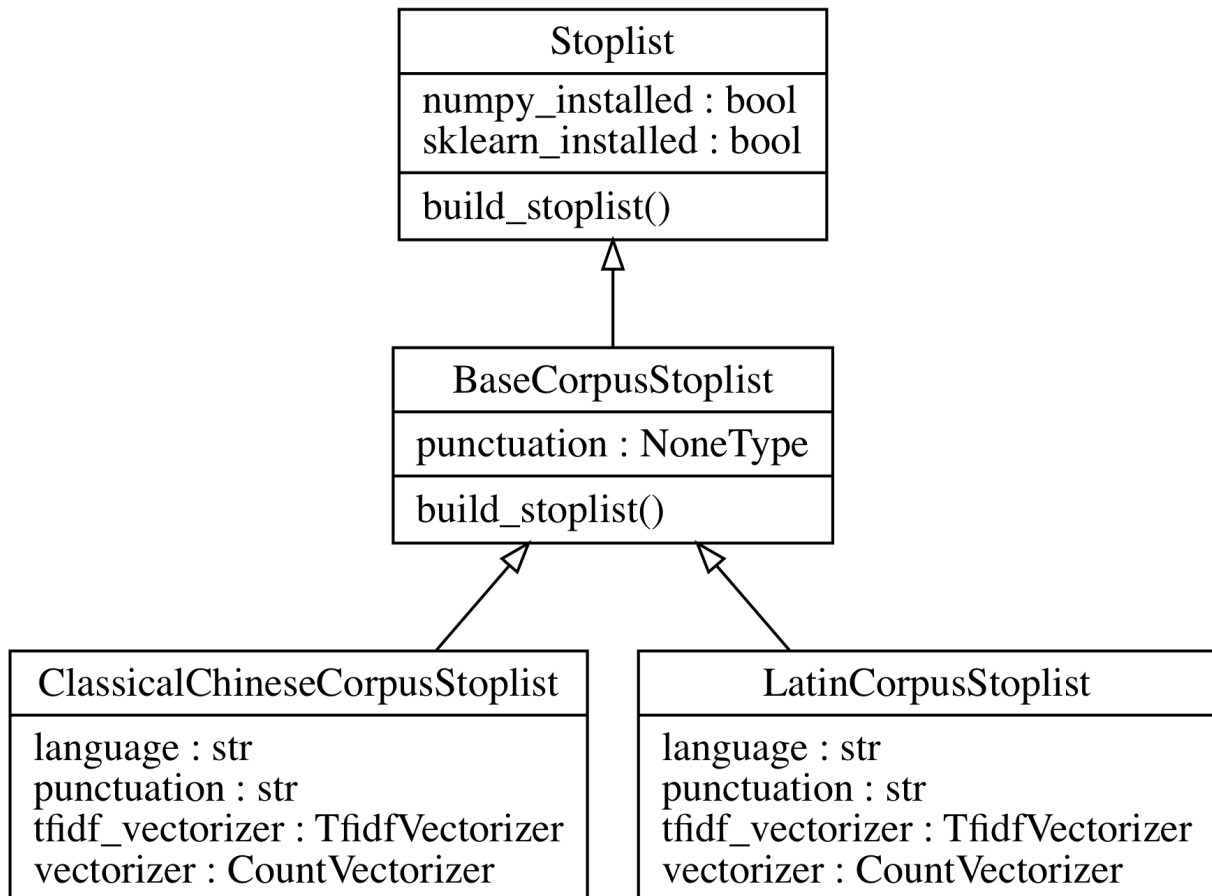 Stoplist
numpy_installed : bool
sklearn_installed : bool
build_stoplist()
BaseCorpusStoplist
punctuation : NoneType
build_stoplist()
ClassicalChineseCorpusStoplist
language : str
punctuation : str
tfidf_vectorizer : TfidfVectorizer
vectorizer : CountVectorizer
LatinCorpusStoplist
language : str
punctuation : str
tfidf_vectorizer : TfidfVectorizer
vectorizer : CountVectorizer